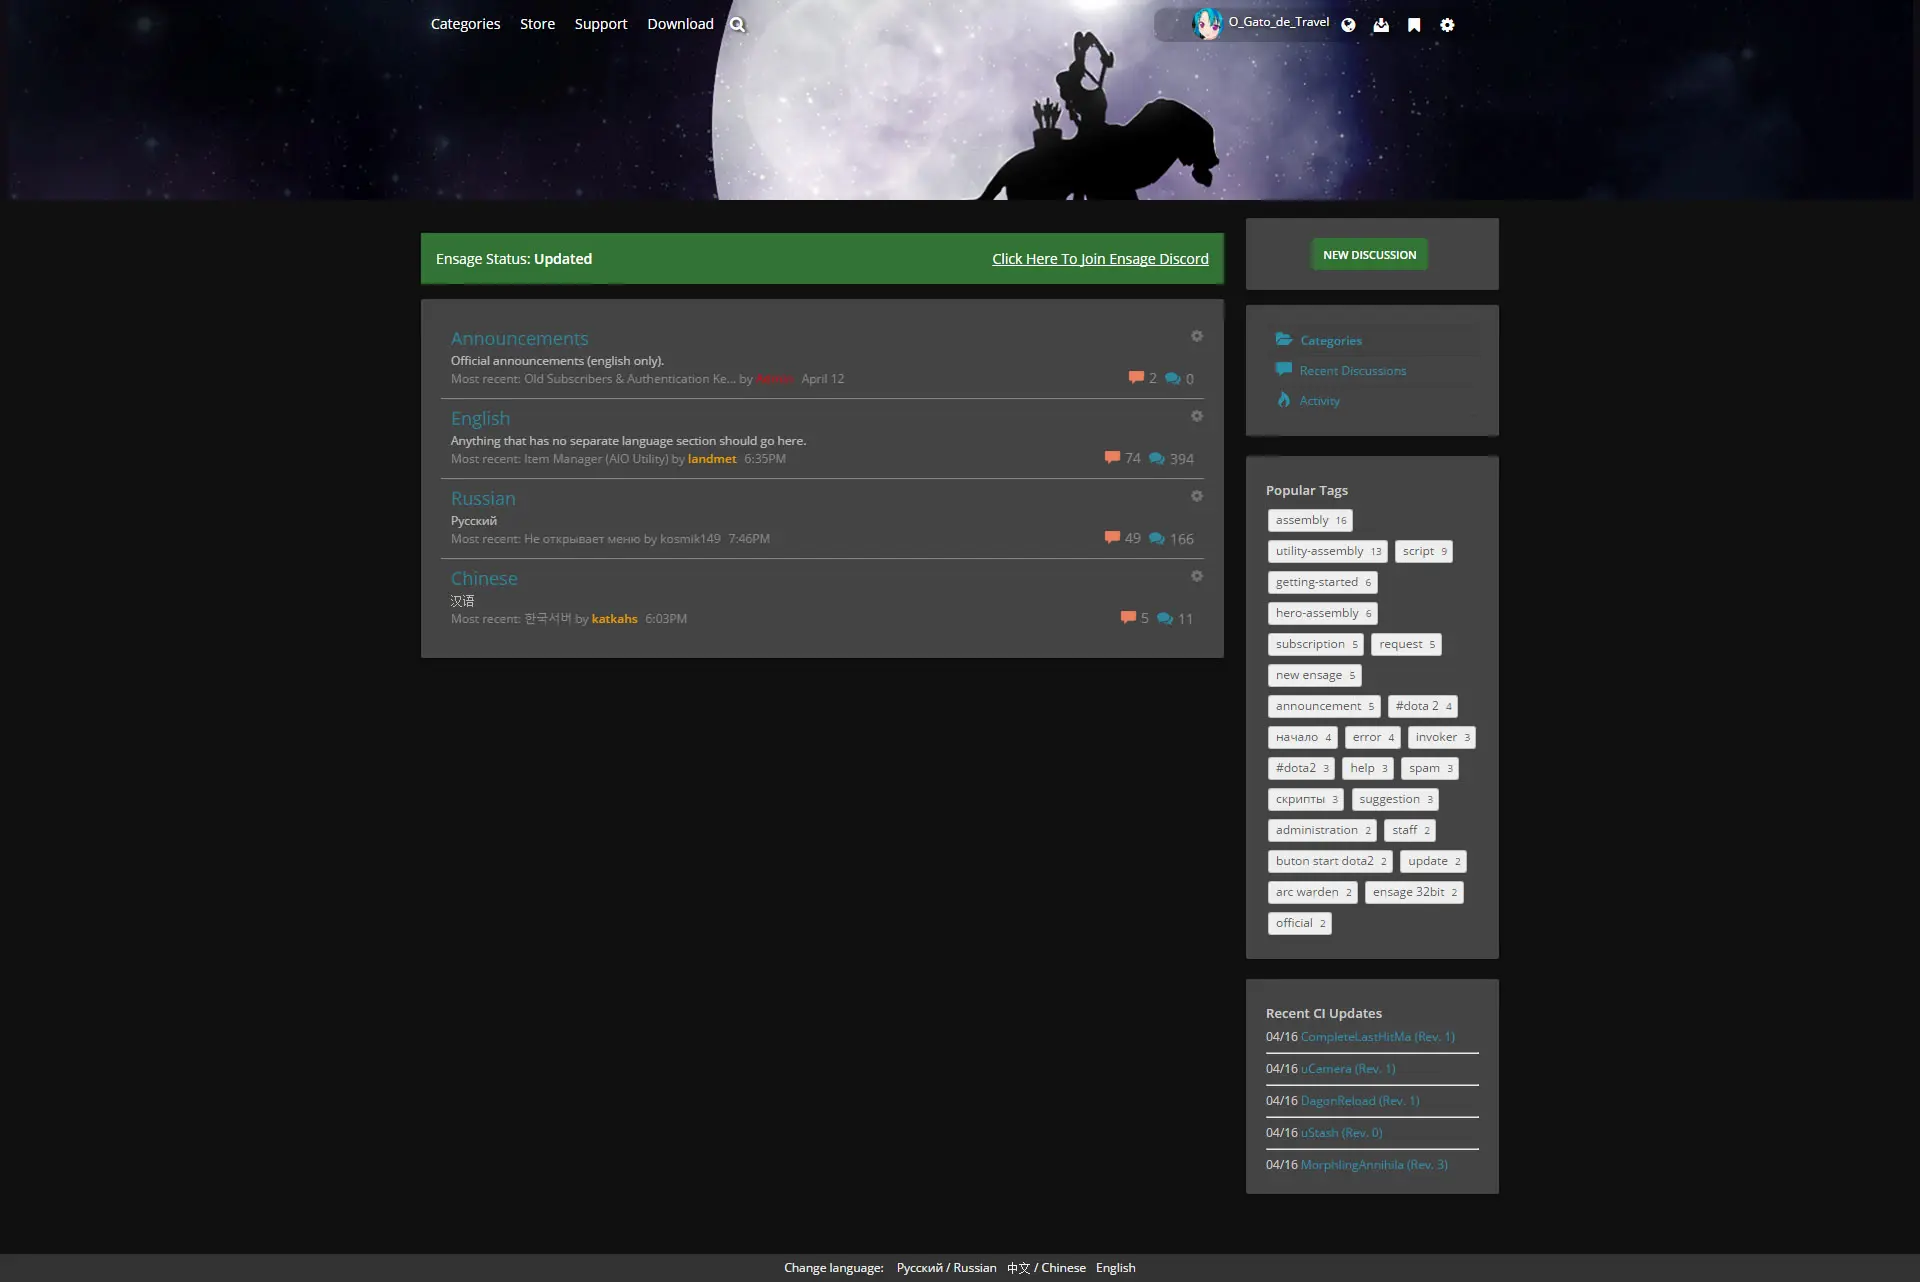 Categories Store Support Download
O_Gato_de_Travel
Ensage Status: Updated
Click Here To Join Ensage Discord
Announcements
Official announcements (english only).
Most recent: Old Subscribers & Authentication Ke... by April 12
2 0
English
Anything that has no separate language section should go here.
Most recent: Item Manager (AIO Utility) by landmet 6:35PM
74 394
Russian
Русский
Most recent: Не открывает меню by kosmik149 7:46PM
49 166
Chinese
汉语
Most recent: 한국서버 by katkahs 6:03PM
5 11
NEW DISCUSSION
Categories
Recent Discussions
Activity
Popular Tags
assembly 16
utility-assembly 13 script 9
getting-started 6
hero-assembly 6
subscription 5 request 5
new ensage 5
announcement 5 #dota 2 4
начало 4 error 4 invoker 3
#dota2 3 help 3 spam 3
скрипты 3 suggestion 3
administration 2 staff 2
buton start dota2 2 update 2
arc warden 2 ensage 32bit 2
official 2
Recent CI Updates
04/16 CompleteLastHitMa (Rev. 1)
04/16 uCamera (Rev. 1)
04/16 DagonReload (Rev. 1)
04/16 uStash (Rev. 0)
04/16 MorphlingAnnihila (Rev. 3)
Change language: Русский / Russian 中文 / Chinese English